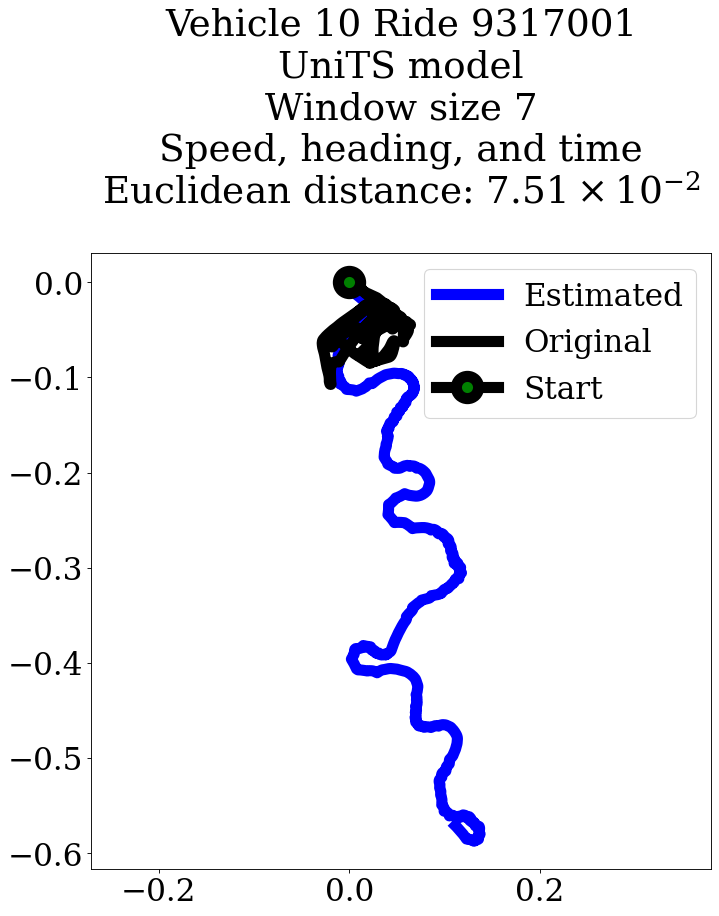 Vehicle 10 Ride 9317001
UniTS model
Window size 7
Speed, heading, and time
Euclidean distance: 7.51 × 10⁻²
Estimated
Original
Start
0.0
−0.1
−0.2
−0.3
−0.4
−0.5
−0.6
−0.2 0.0 0.2